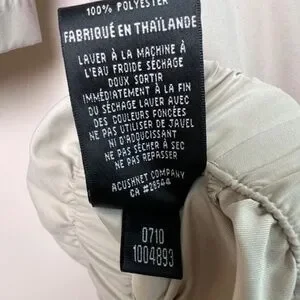 100% POLYESTER
FABRIQUÉ EN THAÏLANDE
LAVER À LA MACHINE À
L'EAU FROIDE SÉCHAGE
DOUX SORTIR
IMMÉDIATEMENT À LA FIN
DU SÉCHAGE LAVER AVEC
DES COULEURS FONCÉES
NE PAS UTILISER DE JAVEL
NI D'ADOUCISSANT
NE PAS SÉCHER À SEC
NE PAS REPASSER
ACUSHNET COMPANY
CA #28544
0710
1004893